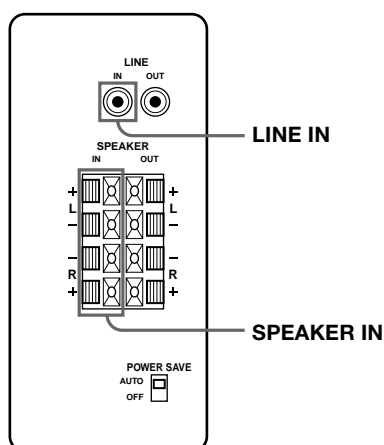 LINE
IN OUT
LINE IN
SPEAKER
IN OUT
+ +
L L
− −
− −
R R
+ +
SPEAKER IN
POWER SAVE
AUTO
OFF